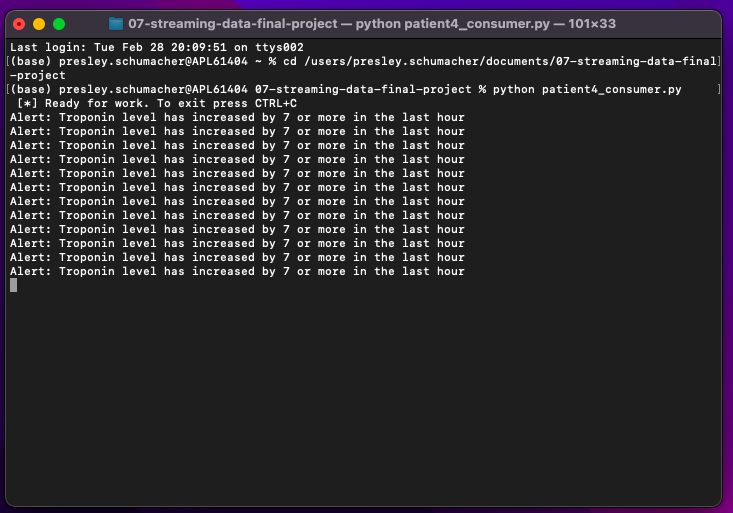 07-streaming-data-final-project — python patient4_consumer.py — 101×33
Last login: Tue Feb 28 20:09:51 on ttys002
[(base) presley.schumacher@APL61404 ~ % cd /users/presley.schumacher/documents/07-streaming-data-final]
-project
[(base) presley.schumacher@APL61404 07-streaming-data-final-project % python patient4_consumer.py ]
[*] Ready for work. To exit press CTRL+C
Alert: Troponin level has increased by 7 or more in the last hour
Alert: Troponin level has increased by 7 or more in the last hour
Alert: Troponin level has increased by 7 or more in the last hour
Alert: Troponin level has increased by 7 or more in the last hour
Alert: Troponin level has increased by 7 or more in the last hour
Alert: Troponin level has increased by 7 or more in the last hour
Alert: Troponin level has increased by 7 or more in the last hour
Alert: Troponin level has increased by 7 or more in the last hour
Alert: Troponin level has increased by 7 or more in the last hour
Alert: Troponin level has increased by 7 or more in the last hour
Alert: Troponin level has increased by 7 or more in the last hour
Alert: Troponin level has increased by 7 or more in the last hour